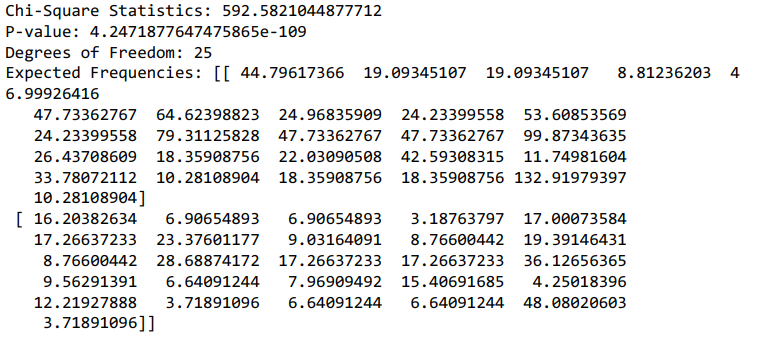 Chi-Square Statistics: 592.5821044877712
P-value: 4.2471877647475865e-109
Degrees of Freedom: 25
Expected Frequencies: [[ 44.79617366  19.09345107  19.09345107   8.81236203  4
6.99926416
   47.73362767  64.62398823  24.96835909  24.23399558  53.60853569
   24.23399558  79.31125828  47.73362767  47.73362767  99.87343635
   26.43708609  18.35908756  22.03090508  42.59308315  11.74981604
   33.78072112  10.28108904  18.35908756  18.35908756 132.91979397
   10.28108904]
 [ 16.20382634   6.90654893   6.90654893   3.18763797  17.00073584
   17.26637233  23.37601177   9.03164091   8.76600442  19.39146431
    8.76600442  28.68874172  17.26637233  17.26637233  36.12656365
    9.56291391   6.64091244   7.96909492  15.40691685   4.25018396
   12.21927888   3.71891096   6.64091244   6.64091244  48.08020603
    3.71891096]]